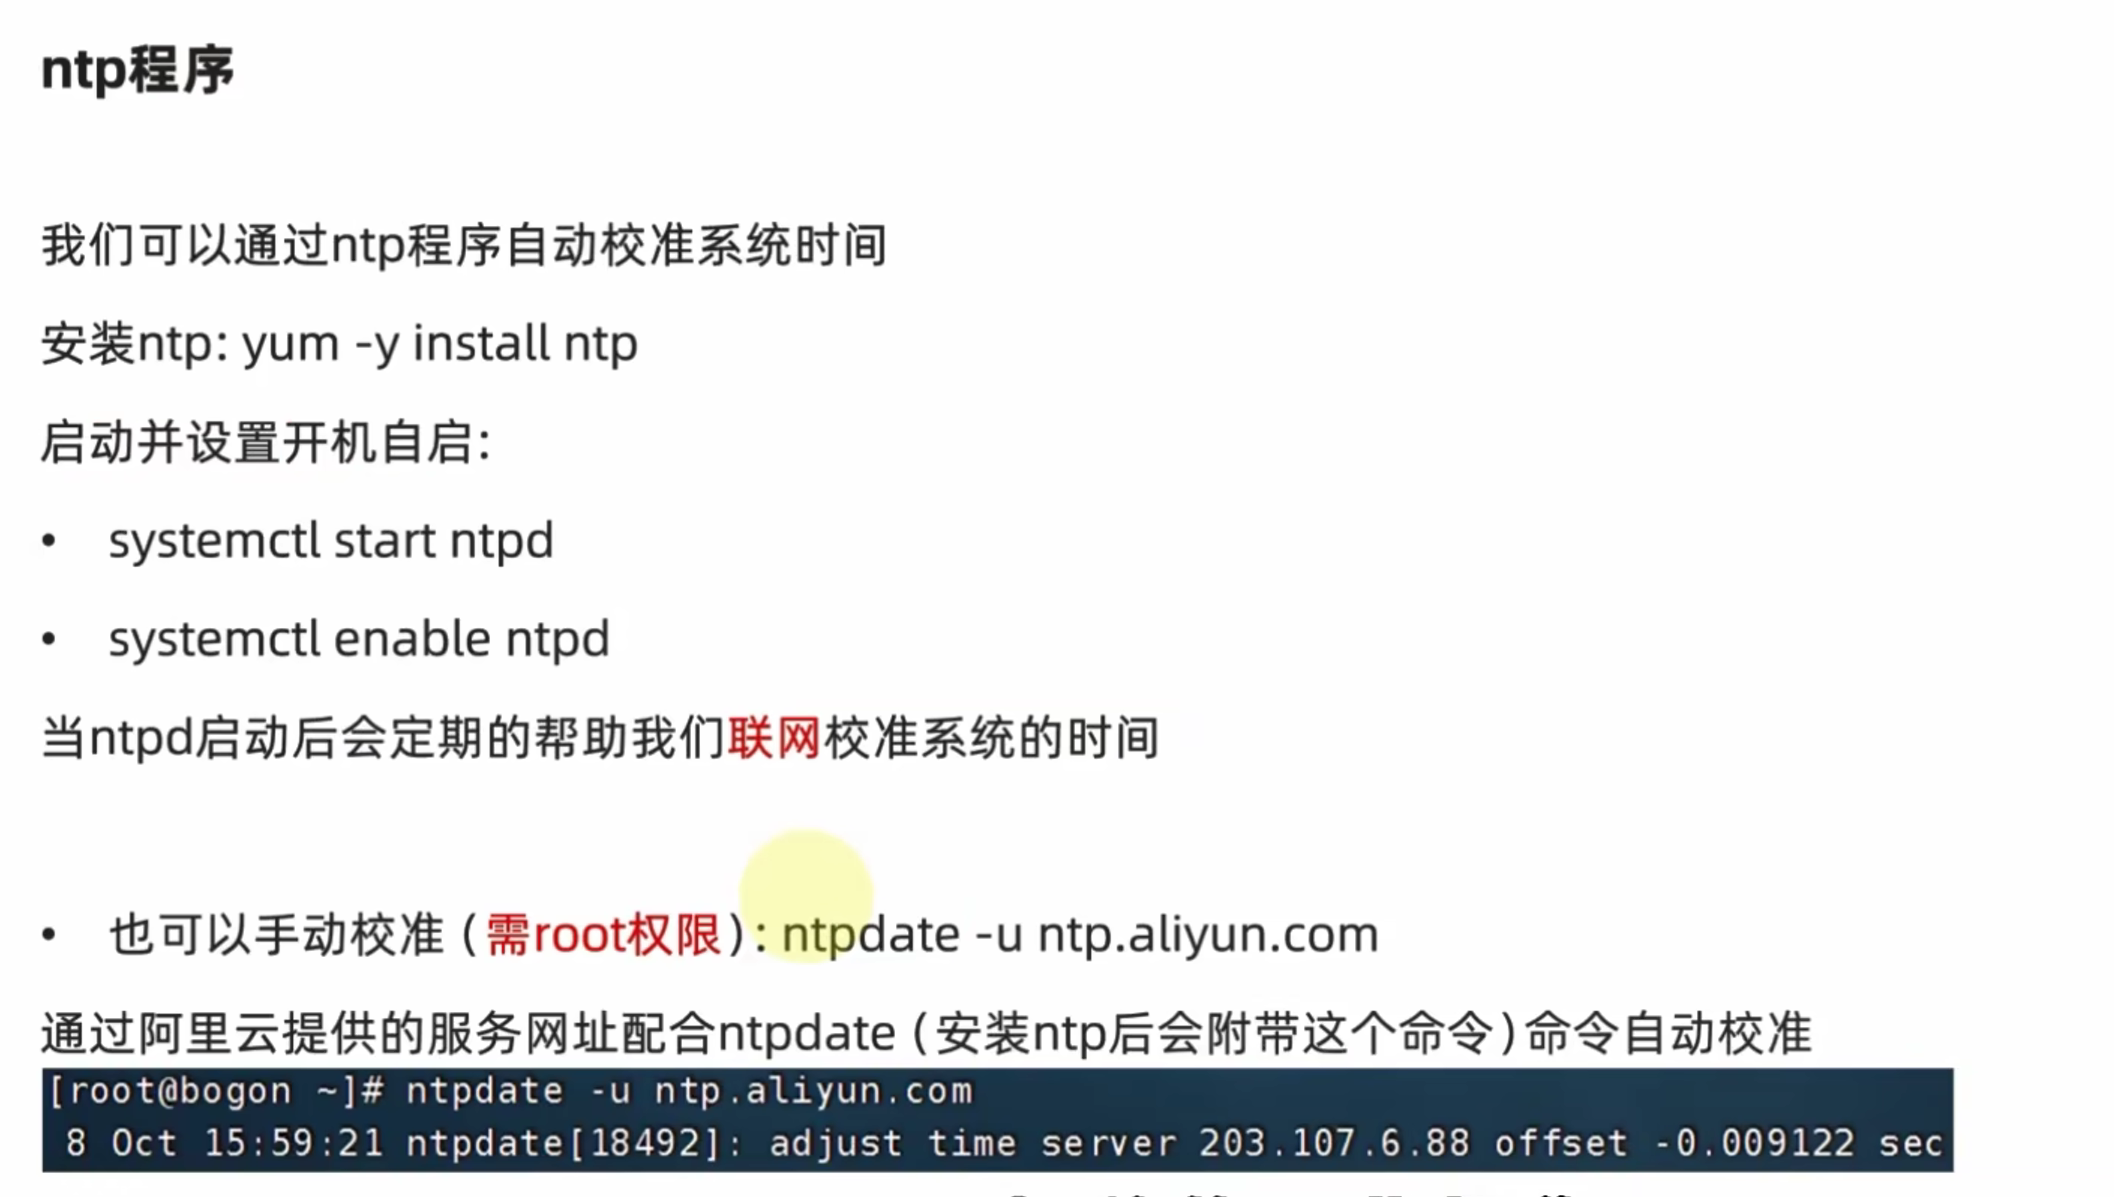 ntp程序
我们可以通过ntp程序自动校准系统时间
安装ntp: yum -y install ntp
启动并设置开机自启：
• systemctl start ntpd
• systemctl enable ntpd
当ntpd启动后会定期的帮助我们联网校准系统的时间
• 也可以手动校准（需root权限）: ntpdate -u ntp.aliyun.com
通过阿里云提供的服务网址配合ntpdate（安装ntp后会附带这个命令）命令自动校准
[root@bogon ~]# ntpdate -u ntp.aliyun.com
8 Oct 15:59:21 ntpdate[18492]: adjust time server 203.107.6.88 offset -0.009122 sec